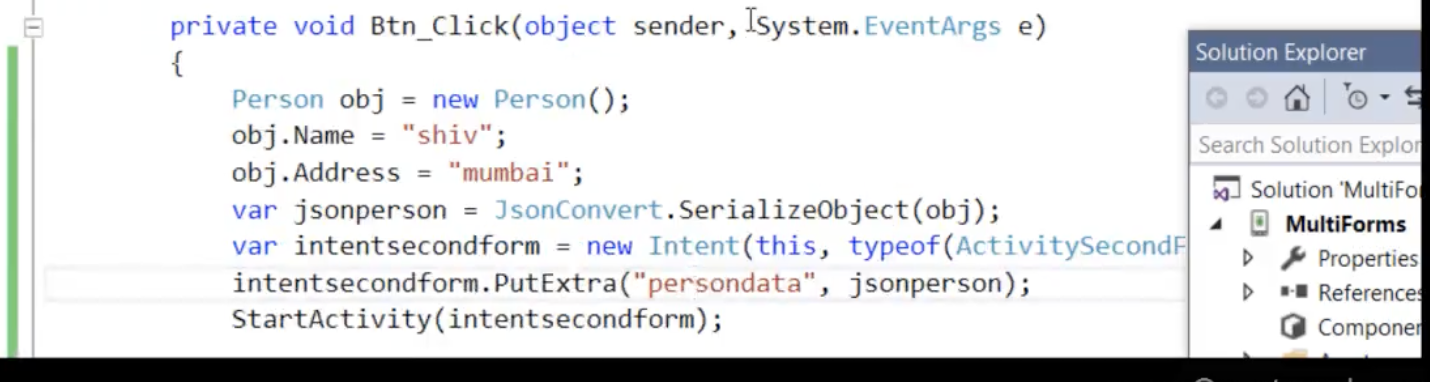 private void Btn_Click(object sender, System.EventArgs e)
{
Person obj = new Person();
obj.Name = "shiv";
obj.Address = "mumbai";
var jsonperson = JsonConvert.SerializeObject(obj);
var intentsecondform = new Intent(this, typeof(ActivitySecondF
intentsecondform.PutExtra("persondata", jsonperson);
StartActivity(intentsecondform);
Solution Explorer
Search Solution Explor
Solution 'MultiFo
MultiForms
Properties
References
Componen